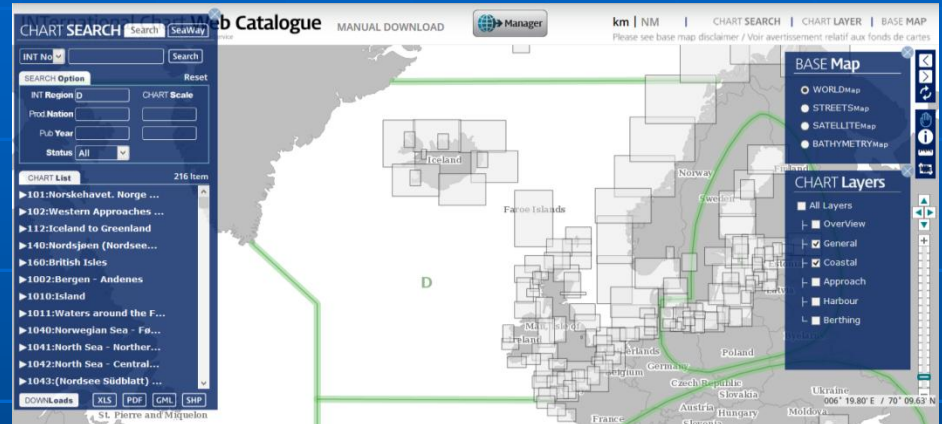 INTernational Chart Web Catalogue
MANUAL DOWNLOAD
Manager
km | NM | CHART SEARCH | CHART LAYER | BASE MAP
Please see base map disclaimer / Voir avertissement relatif aux fonds de cartes
CHART SEARCH Search SeaWay
INT No Search
SEARCH Option Reset
INT Region D CHART Scale
Prod.Nation
Pub Year
Status All
CHART List 216 Item
▶101:Norskehavet. Norge ...
▶102:Western Approaches ...
▶112:Iceland to Greenland
▶140:Nordsjøen (Nordsee...
▶160:British Isles
▶1002:Bergen - Andenes
▶1010:Island
▶1011:Waters around the F...
▶1040:Norwegian Sea - Fø...
▶1041:North Sea - Norther...
▶1042:North Sea - Central...
▶1043:(Nordsee Südblatt) ...
DOWNLoads XLS PDF GML SHP
St. Pierre and Miquelon
Iceland
Faroe Islands
Norway
Sweden
D
Poland
Germany
Czech Republic
Slovakia
Austria
Hungary
France
Ukraine
Moldova
BASE Map
WORLDMap
STREETSMap
SATELLITEMap
BATHYMETRYMap
CHART Layers
All Layers
OverView
General
Coastal
Approach
Harbour
Berthing
006° 19.80' E / 70° 09.63' N